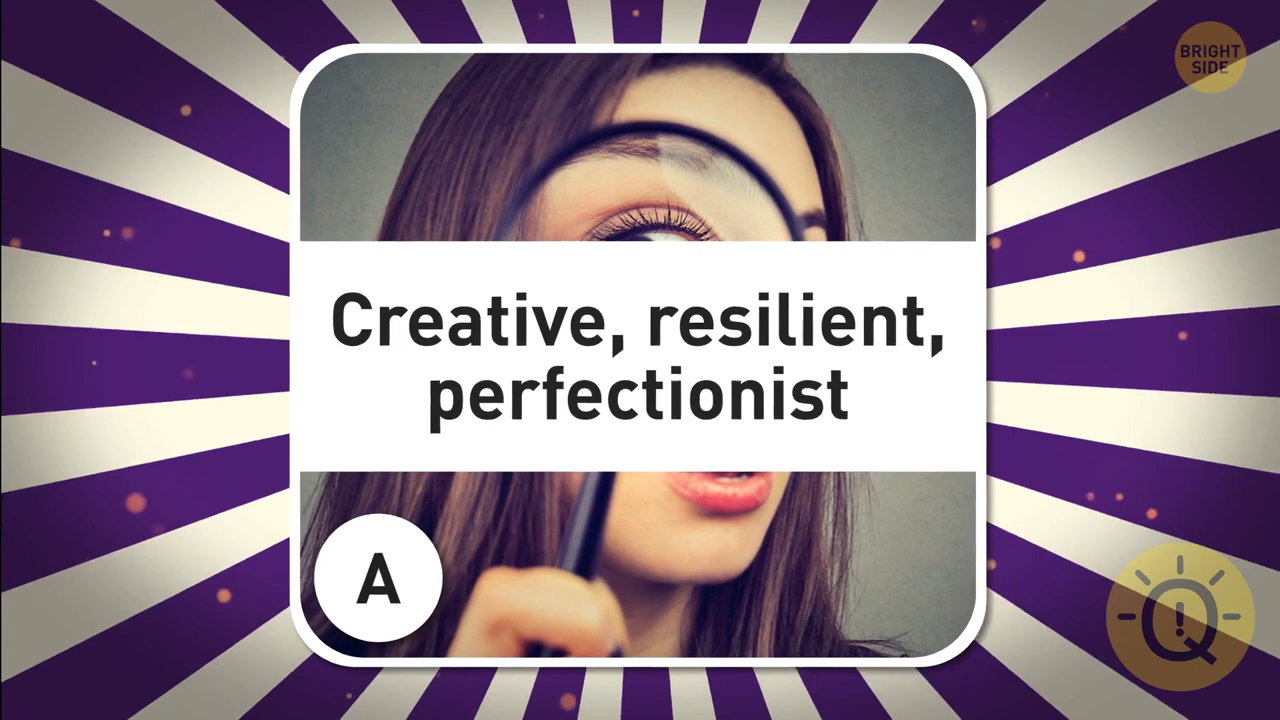 BRIGHT
SIDE
Creative, resilient,
perfectionist
A
Q!